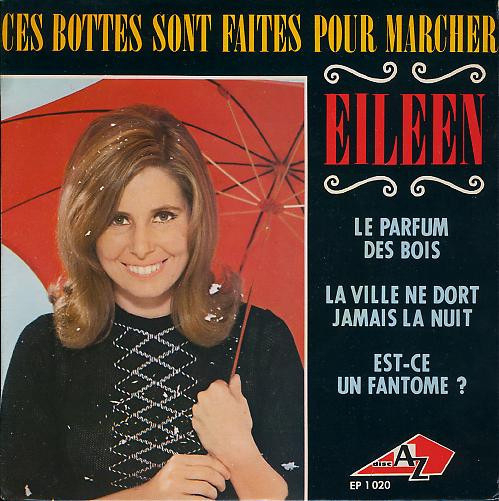 CES BOTTES SONT FAITES POUR MARCHER
EILEEN
LE PARFUM
DES BOIS
LA VILLE NE DORT
JAMAIS LA NUIT
EST-CE
UN FANTOME ?
disc AZ
EP 1020